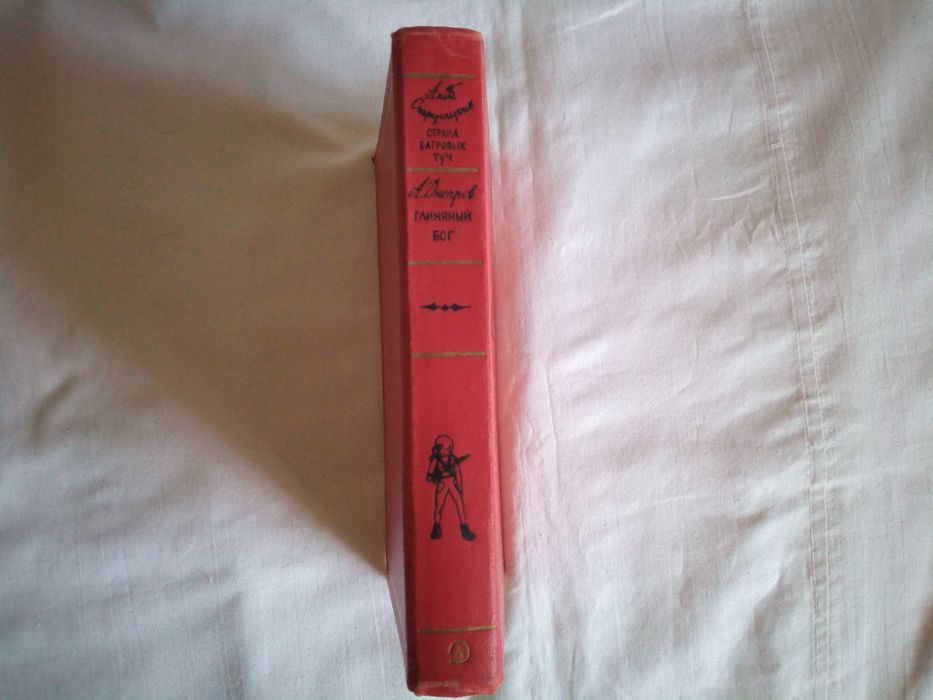 А. и Б.
Стругацкие
СТРАНА
БАГРОВЫХ
ТУЧ
А. Днепров
ГЛИНЯНЫЙ
БОГ